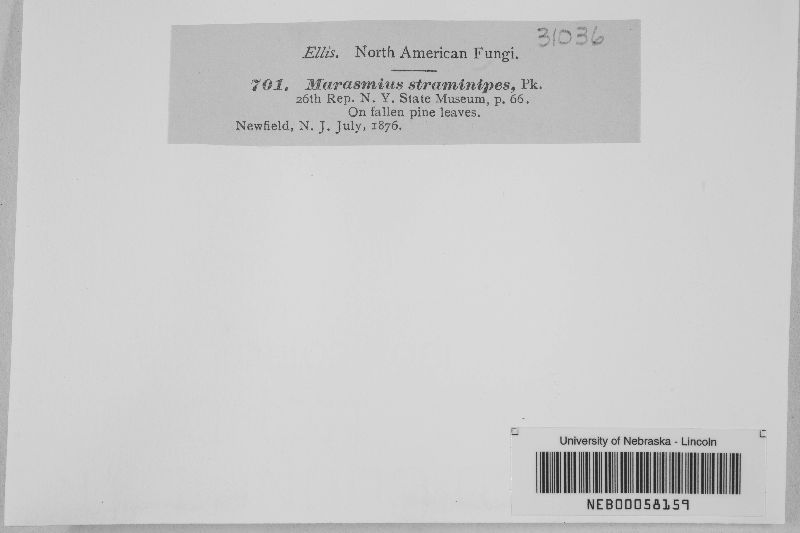 31036
Ellis. North American Fungi.
701. Marasmius straminipes, Pk.
26th Rep. N. Y. State Museum, p. 66.
On fallen pine leaves.
Newfield, N. J. July, 1876.
University of Nebraska - Lincoln
NEB00058159